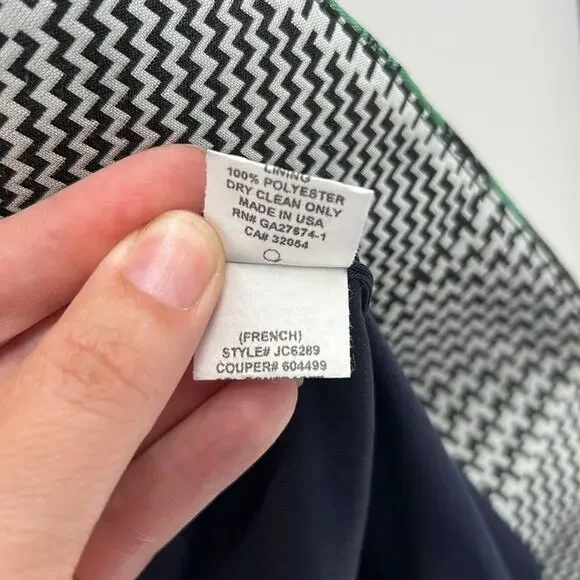 LINING
100% POLYESTER
DRY CLEAN ONLY
MADE IN USA
RN# GA27674-1
CA# 32054
(FRENCH)
STYLE# JC6289
COUPER# 604499